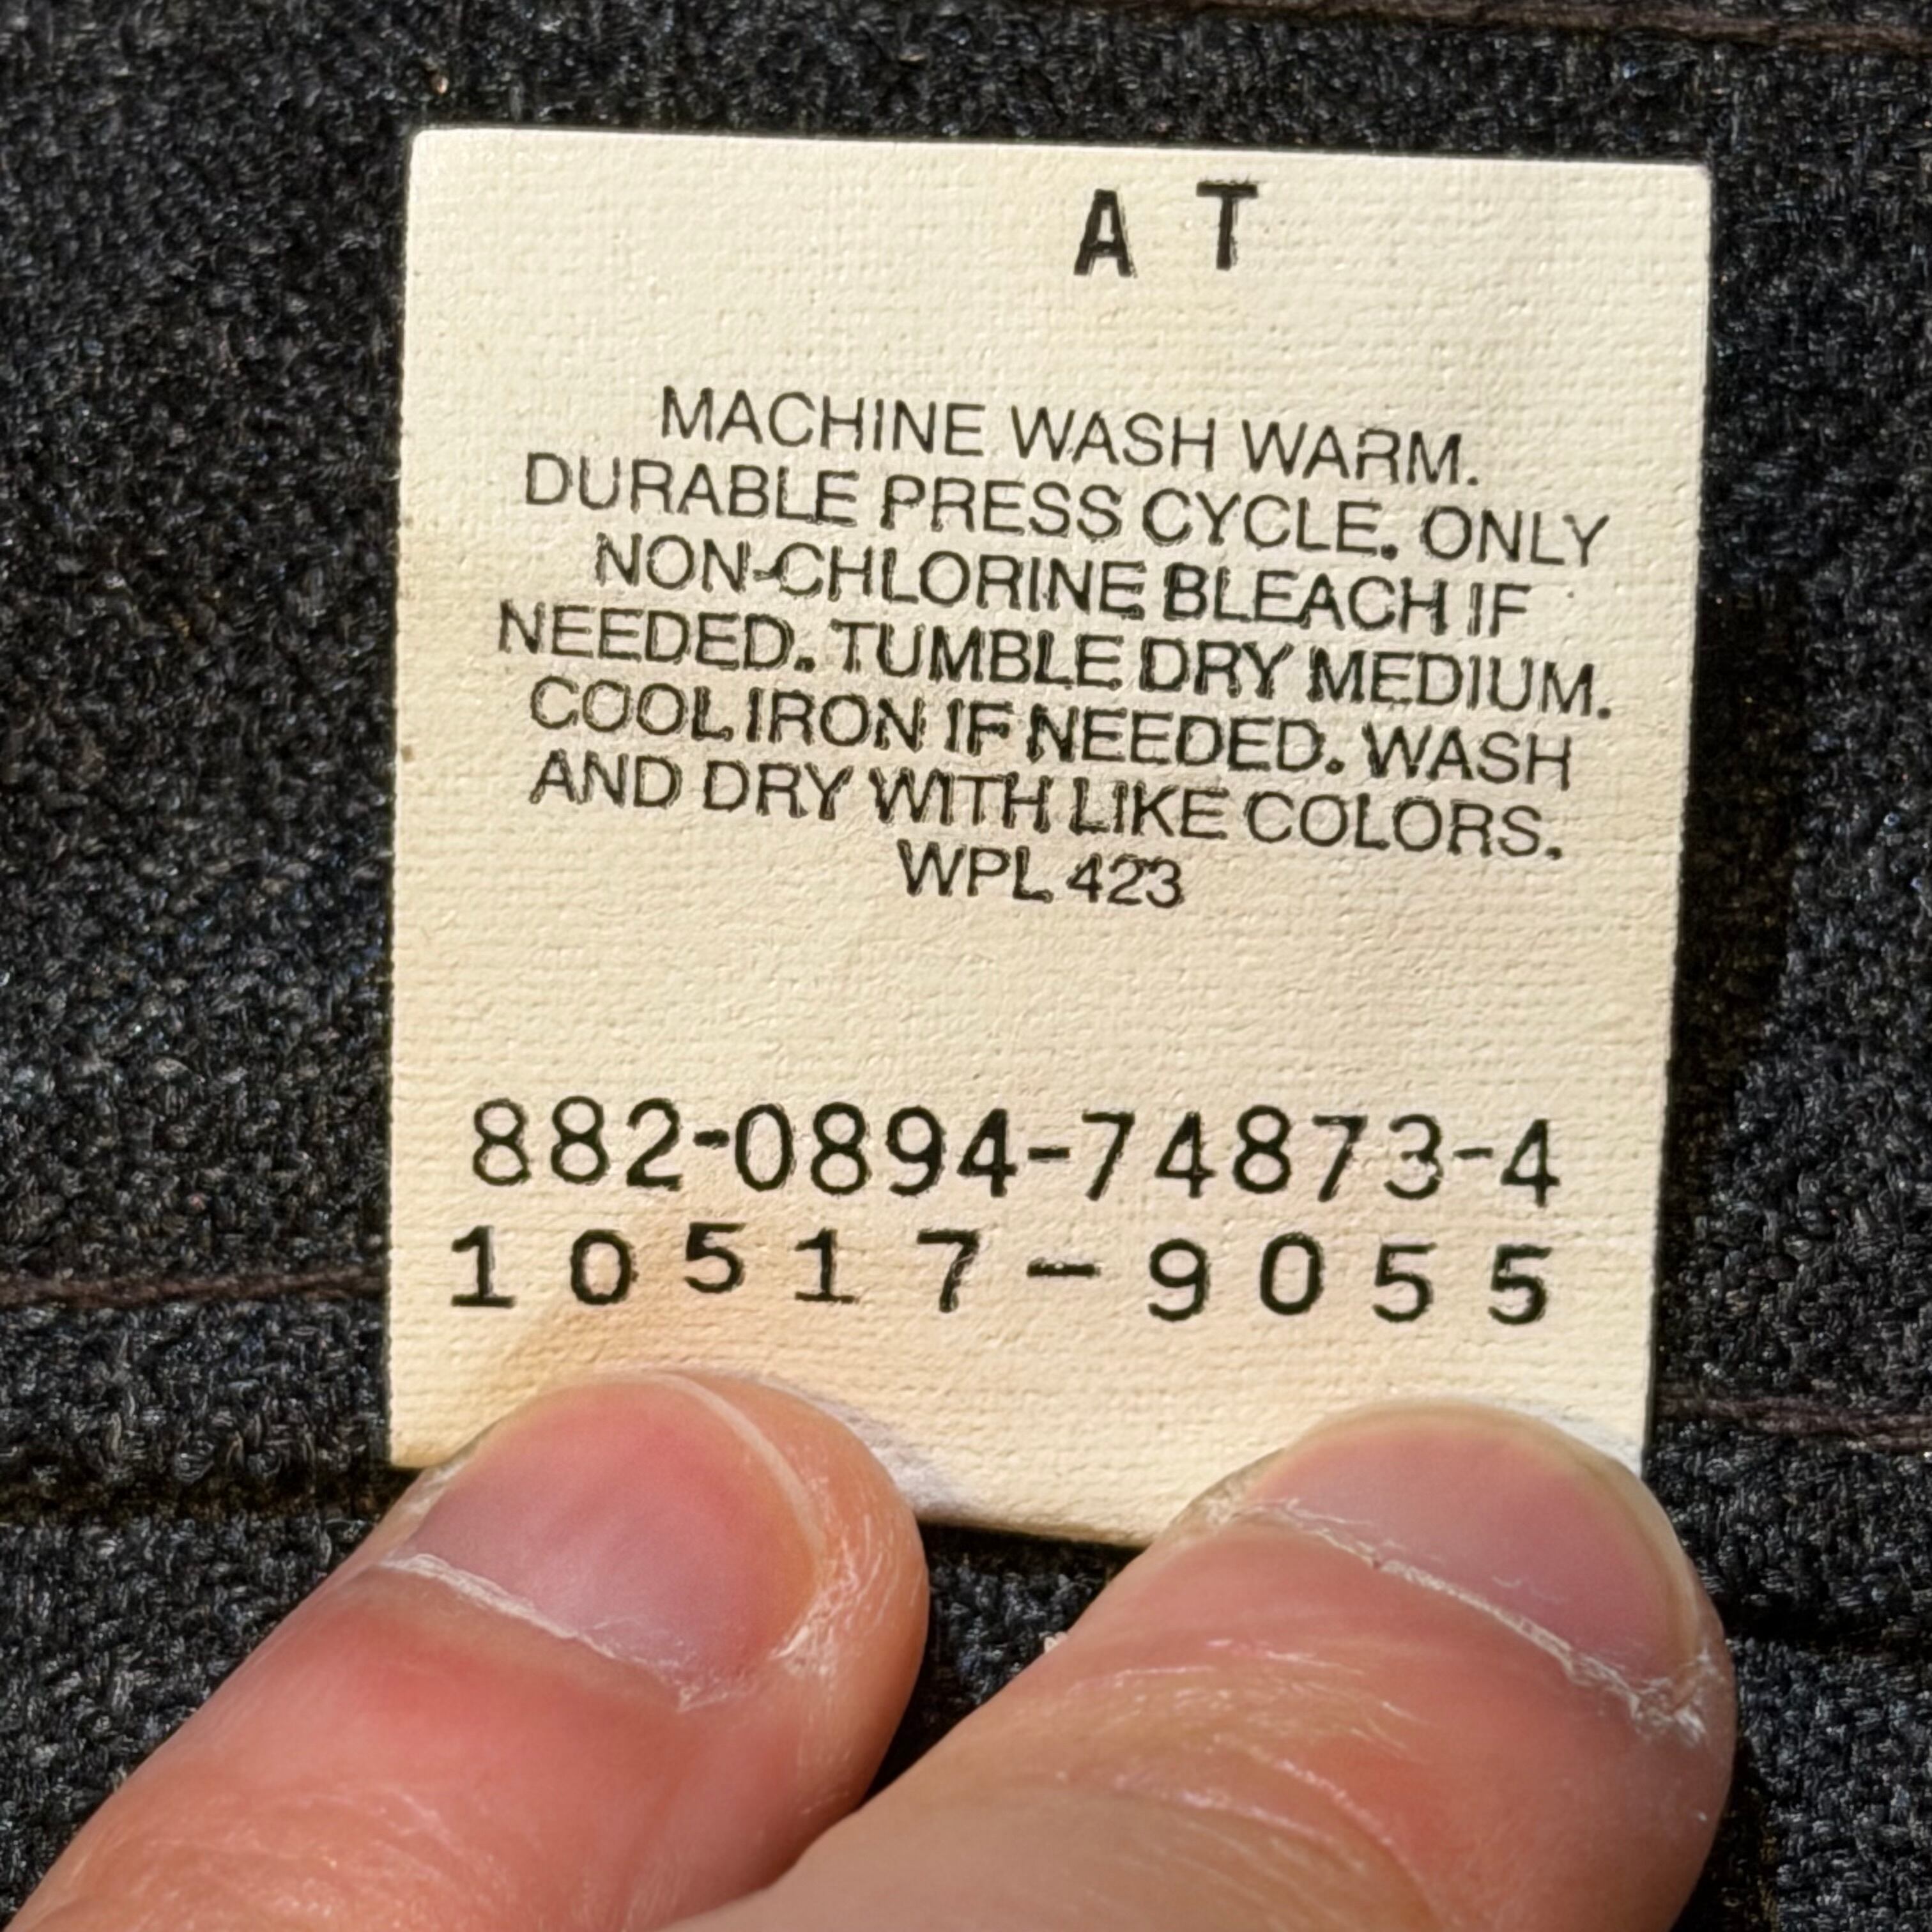 A T
MACHINE WASH WARM.
DURABLE PRESS CYCLE. ONLY
NON-CHLORINE BLEACH IF
NEEDED. TUMBLE DRY MEDIUM.
COOL IRON IF NEEDED. WASH
AND DRY WITH LIKE COLORS.
WPL 423
882-0894-74873-4
10517-9055